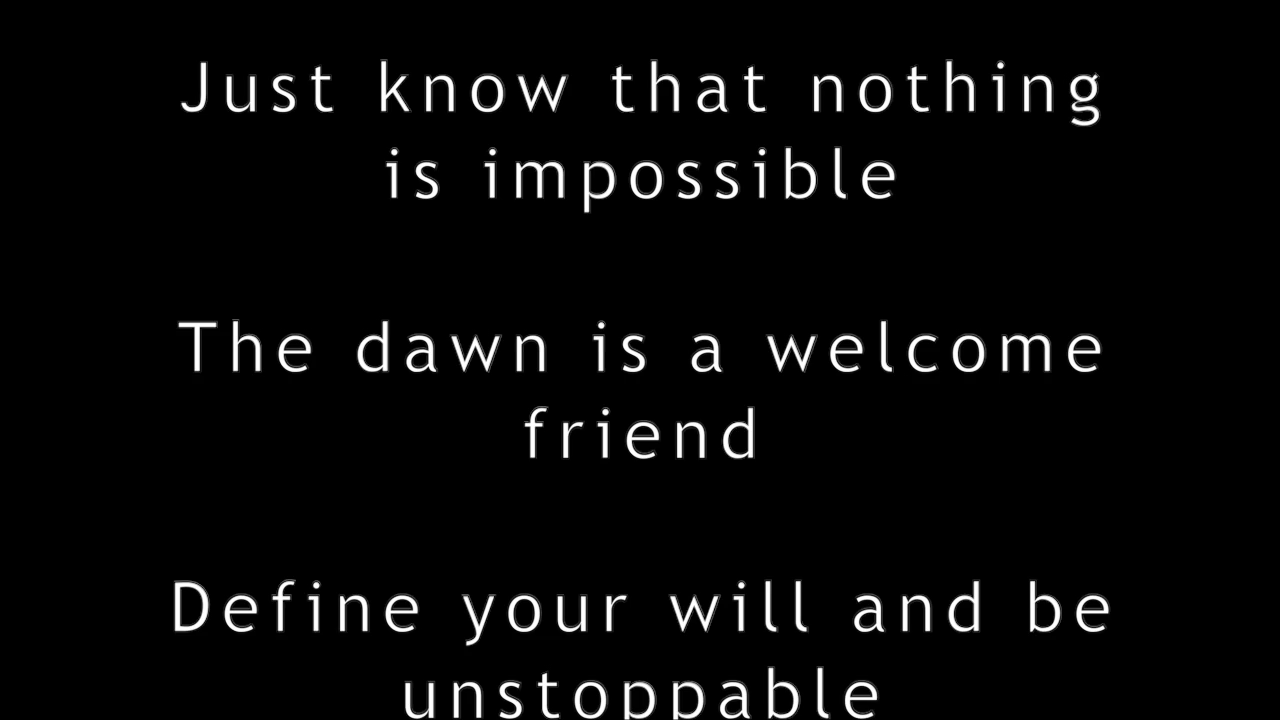 Just know that nothing
is impossible
The dawn is a welcome
friend
Define your will and be
unstoppable